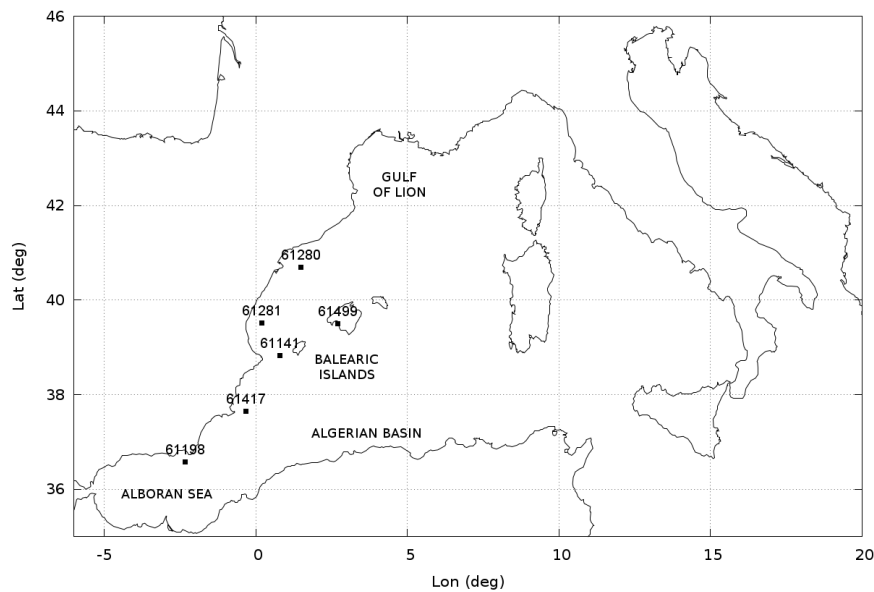 46
44
GULF
OF LION
42
61280
40
61281
61499
61141
BALEARIC
ISLANDS
38
61417
ALGERIAN BASIN
61198
36
ALBORAN SEA
-5
0
5
10
15
20
Lon (deg)
Lat (deg)